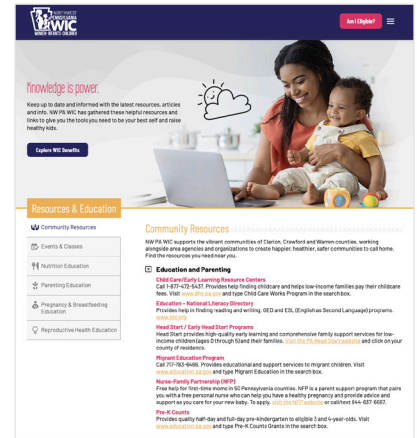 NORTHWEST
PENNSYLVANIA
WIC
WOMEN·INFANTS·CHILDREN
Am I Eligible?
Knowledge is power.
Keep up to date and informed with the latest resources, articles
and info. NW PA WIC has gathered these helpful resources and
links to give you the tools you need to be your best self and raise
healthy kids.
Explore WIC Benefits
Resources & Education
Community Resources
Events & Classes
Nutrition Education
Parenting Education
Pregnancy & Breastfeeding
Education
Reproductive Health Education
Community Resources
NW PA WIC supports the vibrant communities of Clarion, Crawford and Warren counties, working
alongside area agencies and organizations to create happier, healthier, safer communities to call home.
Find the resources you need near you.
Education and Parenting
Child Care/Early Learning Resource Centers
Call 1-877-472-5437. Provides help finding childcare and helps low-income families pay their childcare
fees. Visit www.dhs.pa.gov and type Child Care Works Program in the search box.
Education – National Literacy Directory
Provides help in finding reading and writing, GED and ESL (English as Second Language) programs.
www.nld.org
Head Start / Early Head Start Programs
Head Start provides high-quality early learning and comprehensive family support services for low-
income children (ages 0 through 5) and their families. Visit the PA Head Start website and click on your
county of residence.
Migrant Education Program
Call 717-783-6466. Provides educational and support services to migrant children. Visit
www.education.pa.gov and type Migrant Education in the search box.
Nurse-Family Partnership (NFP)
Free help for first-time moms in 50 Pennsylvania counties. NFP is a parent support program that pairs
you with a free personal nurse who can help you have a healthy pregnancy and provide advice and
support as you care for your new baby. To apply, visit the NFP website or call/text 844-637-6667.
Pre-K Counts
Provides quality half-day and full-day pre-kindergarten to eligible 3 and 4-year-olds. Visit
www.education.pa.gov and type Pre-K Counts Grants in the search box.